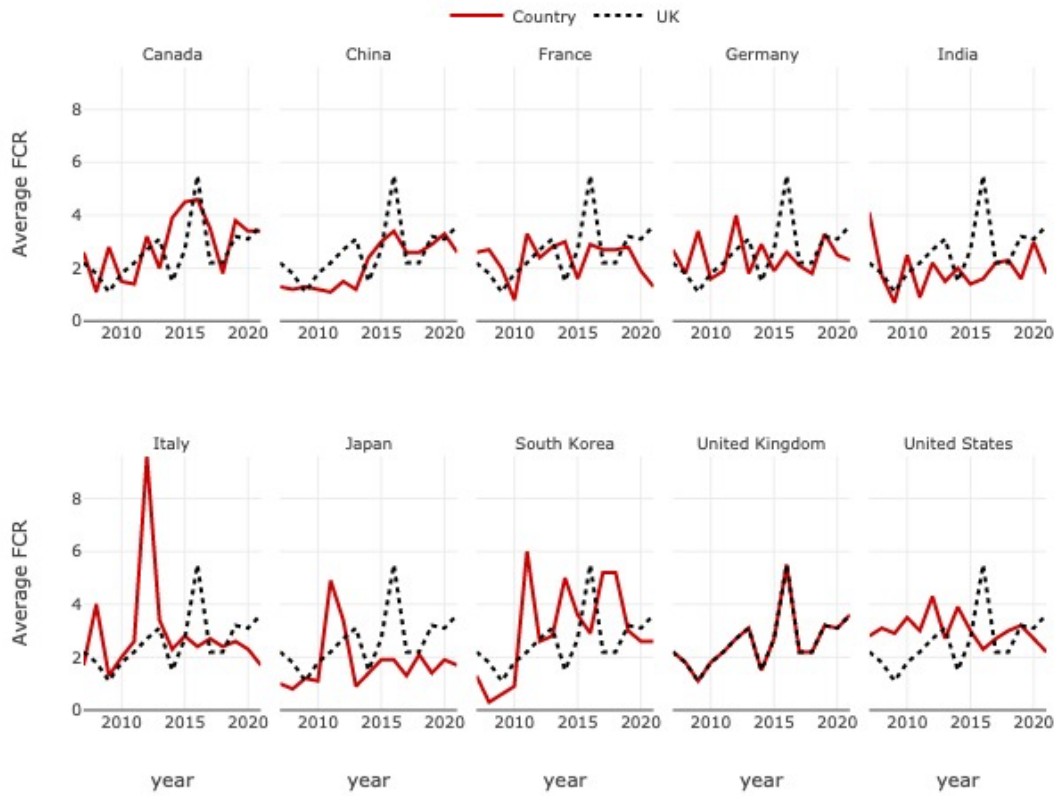 Country UK
Canada China France Germany India
Average FCR
8
6
4
2
0
2010 2015 2020 2010 2015 2020 2010 2015 2020 2010 2015 2020 2010 2015 2020
Italy Japan South Korea United Kingdom United States
Average FCR
8
6
4
2
0
2010 2015 2020 2010 2015 2020 2010 2015 2020 2010 2015 2020 2010 2015 2020
year year year year year